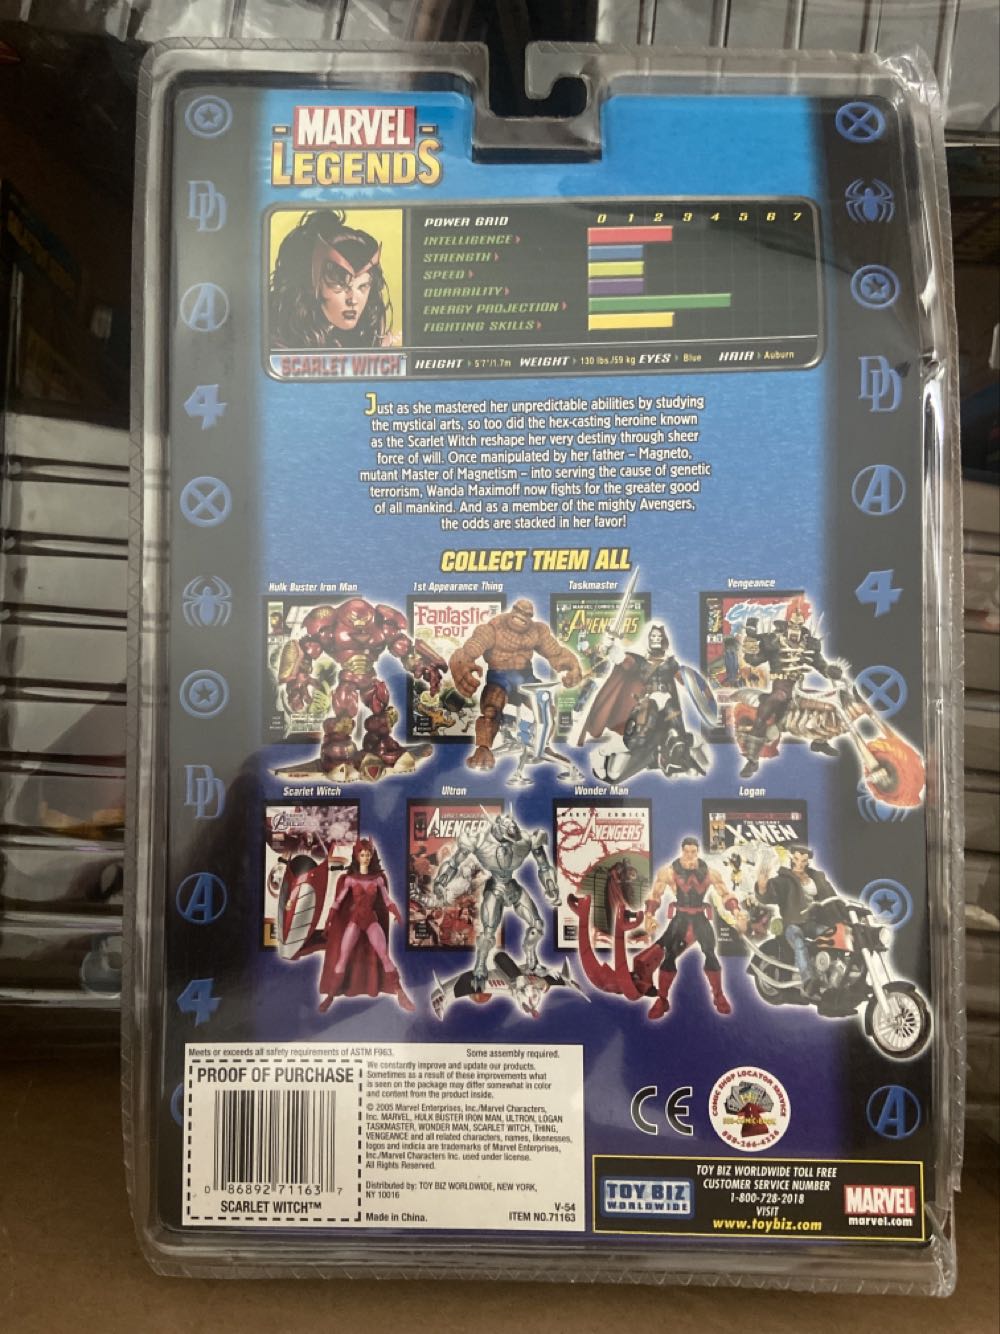 MARVEL
LEGENDS
POWER GRID 0 1 2 3 4 5 6 7
INTELLIGENCE
STRENGTH
SPEED
DURABILITY
ENERGY PROJECTION
FIGHTING SKILLS
SCARLET WITCH™ HEIGHT 5'7"/1.7m WEIGHT 130 lbs./59 kg EYES Blue HAIR Auburn
Just as she mastered her unpredictable abilities by studying
the mystical arts, so too did the hex-casting heroine known
as the Scarlet Witch reshape her very destiny through sheer
force of will. Once manipulated by her father – Magneto,
mutant Master of Magnetism – into serving the cause of genetic
terrorism, Wanda Maximoff now fights for the greater good
of all mankind. And as a member of the mighty Avengers,
the odds are stacked in her favor!
COLLECT THEM ALL
Hulk Buster Iron Man 1st Appearance Thing Taskmaster Vengeance
FANTASTIC
FOUR
Scarlet Witch Ultron Wonder Man Logan
AVENGERS
X-MEN
Meets or exceeds all safety requirements of ASTM F963. Some assembly required.
PROOF OF PURCHASE
0 86892 71163 7
SCARLET WITCH™
We constantly improve and update our products.
Sometimes as a result of these improvements what
is seen on the package may differ somewhat in color
and content from the product inside.
© 2005 Marvel Enterprises, Inc./Marvel Characters,
Inc. MARVEL, HULK BUSTER IRON MAN, ULTRON, LOGAN
TASKMASTER, WONDER MAN, SCARLET WITCH, THING,
VENGEANCE and all related characters, names, likenesses,
logos and indicia are trademarks of Marvel Enterprises,
Inc./Marvel Characters Inc. used under license.
All Rights Reserved.
Distributed by: TOY BIZ WORLDWIDE, NEW YORK,
NY 10016
V-54
Made in China. ITEM NO.71163
CE
COMIC SHOP LOCATOR SERVICE
888-COMIC-BOOK
888-266-4226
TOY BIZ
WORLDWIDE
TOY BIZ WORLDWIDE TOLL FREE
CUSTOMER SERVICE NUMBER
1-800-728-2018
VISIT
www.toybiz.com
MARVEL
marvel.com